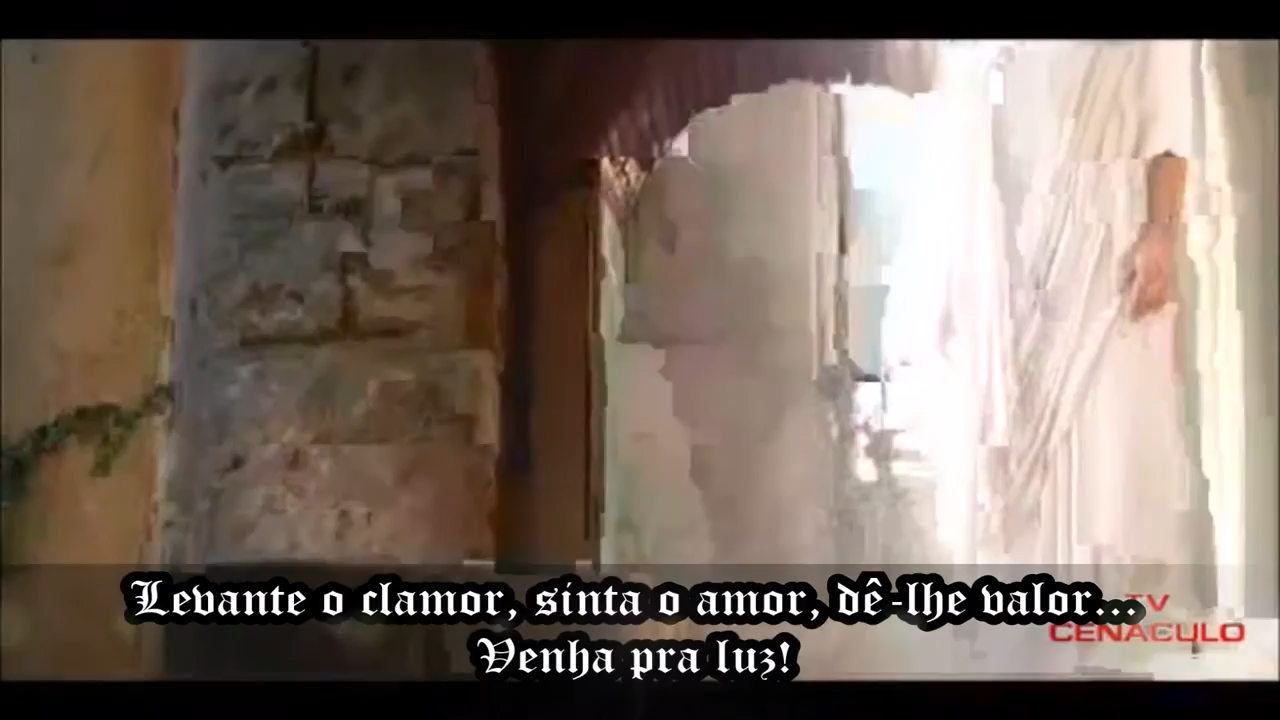 Levante o clamor, sinta o amor, dê-lhe valor...
Venha pra luz!
TV
CENACULO